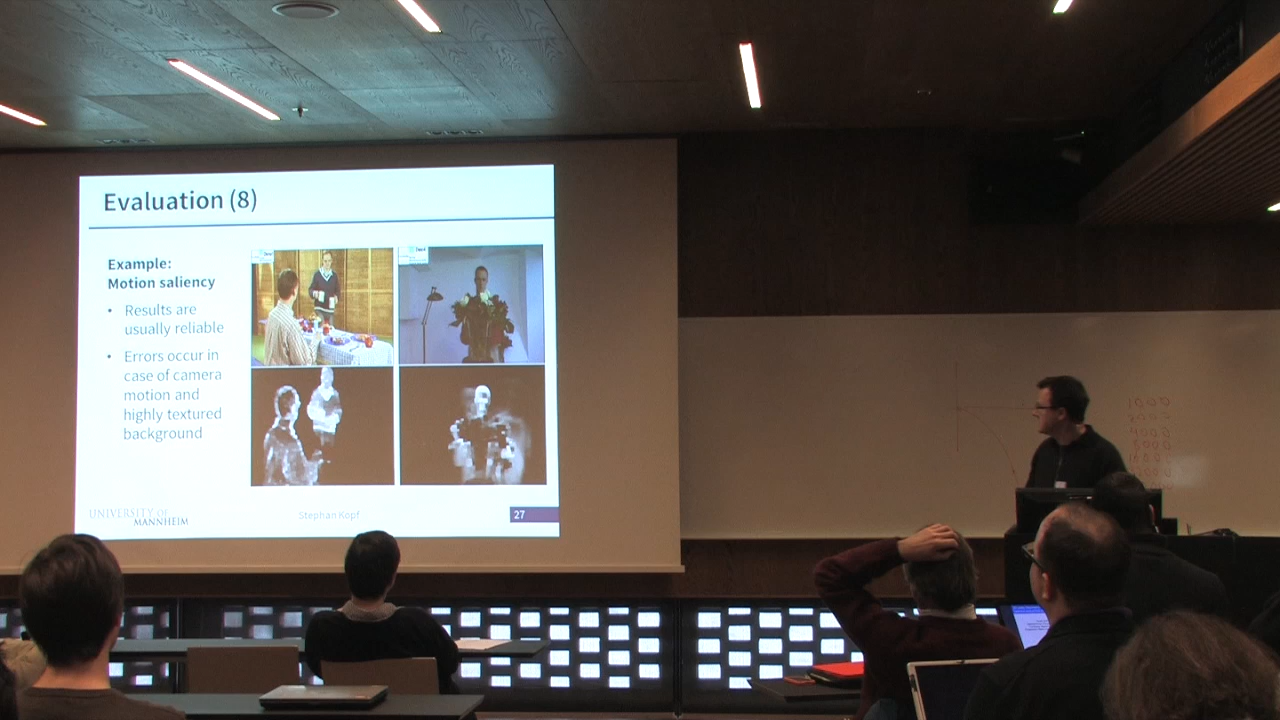 Evaluation (8)
Example:
Motion saliency
• Results are
usually reliable
• Errors occur in
case of camera
motion and
highly textured
background
UNIVERSITY OF
MANNHEIM
Stephan Kopf
27